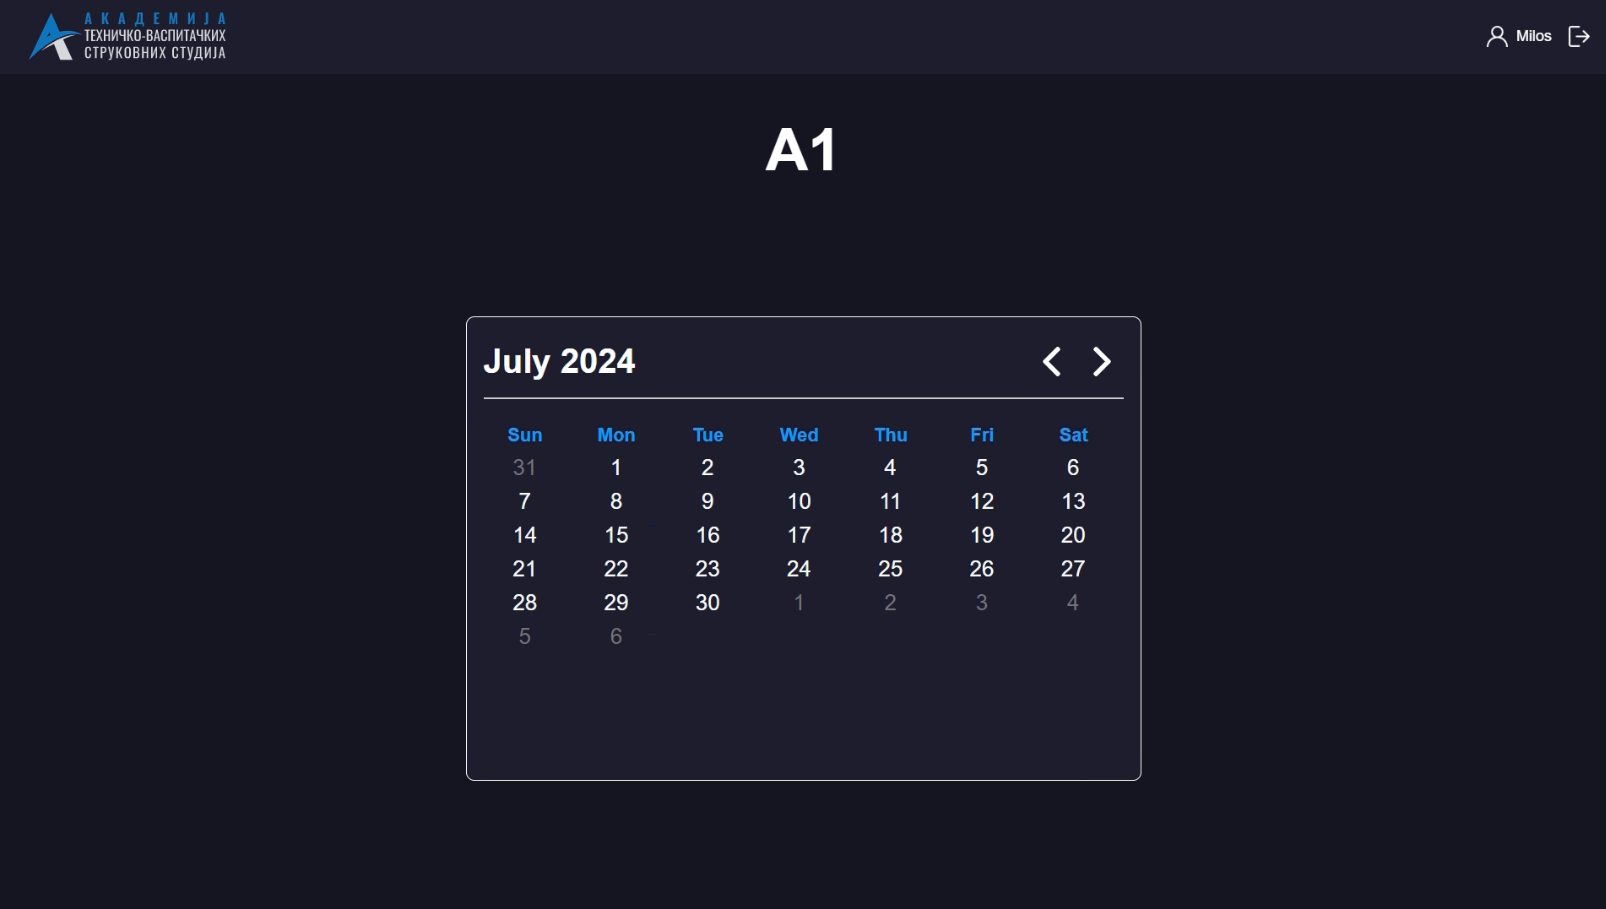 АКАДЕМИЈА
ТЕХНИЧКО-ВАСПИТАЧКИХ
СТРУКОВНИХ СТУДИЈА
Milos
A1
July 2024
Sun Mon Tue Wed Thu Fri Sat
31 1 2 3 4 5 6
7 8 9 10 11 12 13
14 15 16 17 18 19 20
21 22 23 24 25 26 27
28 29 30 1 2 3 4
5 6